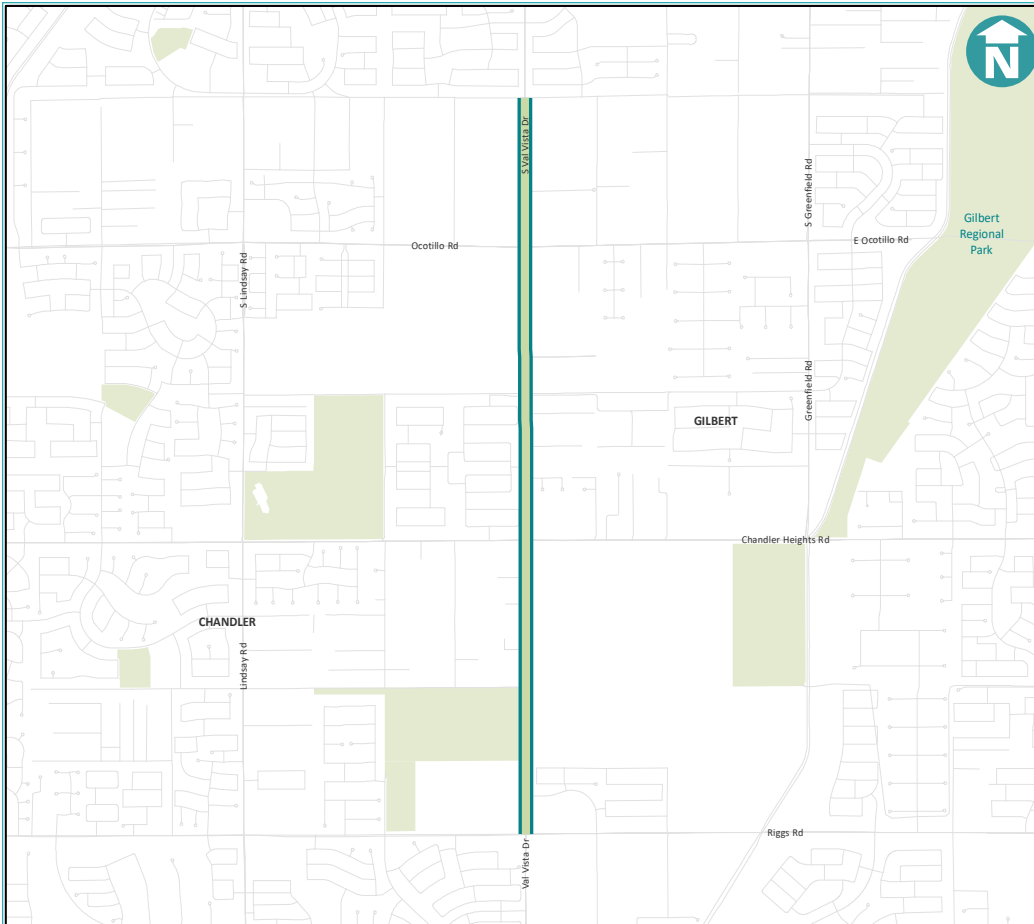 N
S Val Vista Dr
S Greenfield Rd
Gilbert
Regional
Park
E Ocotillo Rd
Ocotillo Rd
S Lindsay Rd
Greenfield Rd
GILBERT
Chandler Heights Rd
CHANDLER
Lindsay Rd
Riggs Rd
Val Vista Dr